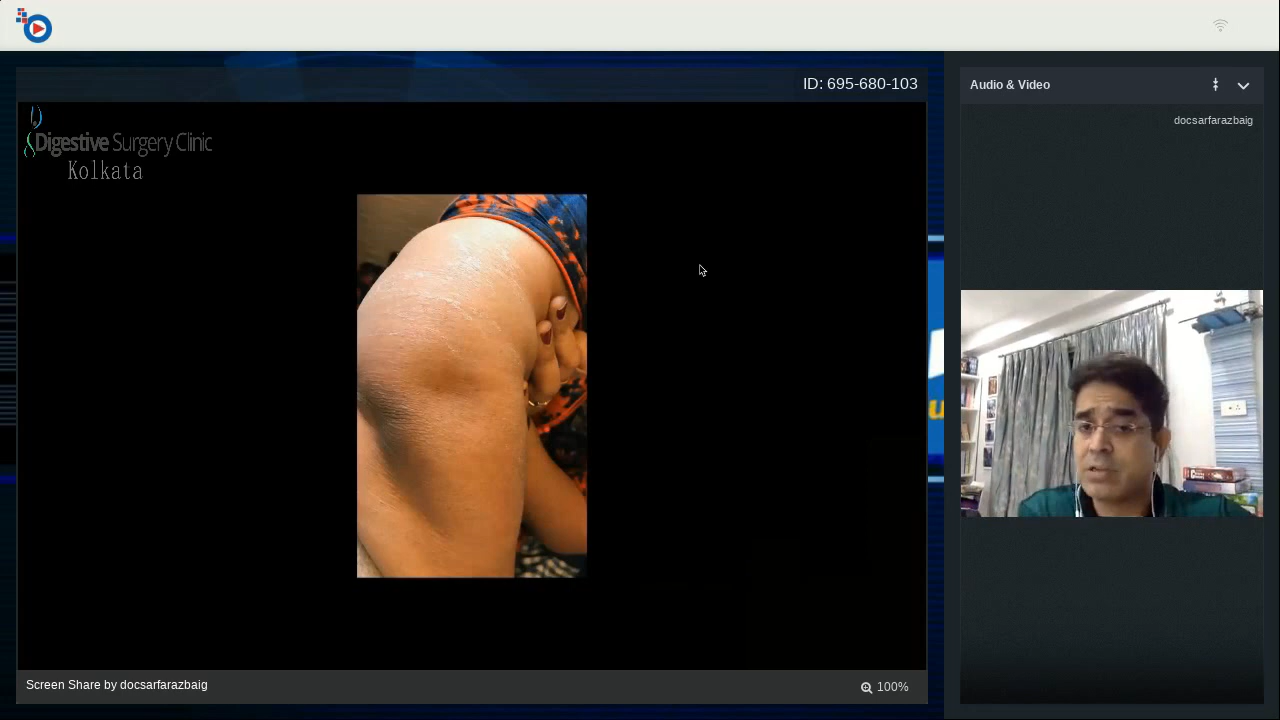 ID: 695-680-103
Digestive Surgery Clinic
Kolkata
Screen Share by docsarfarazbaig
100%
Audio & Video
docsarfarazbaig